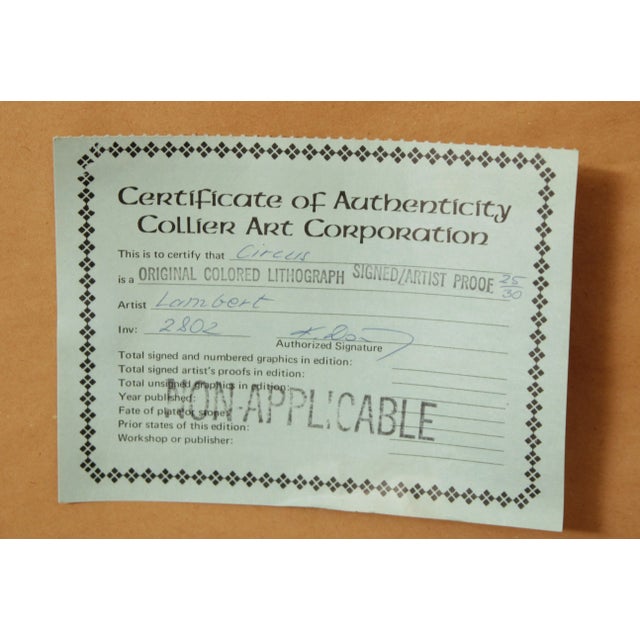 Certificate of Authenticity
Collier Art Corporation
This is to certify that Circus
is a ORIGINAL COLORED LITHOGRAPH SIGNED/ARTIST PROOF 25/30
Artist Lambert
Inv: 2802
Authorized Signature
Total signed and numbered graphics in edition:
Total signed artist's proofs in edition:
Total unsigned graphics in edition:
Year published:
NON-APPLICABLE
Fate of plate or stones:
Prior states of this edition:
Workshop or publisher: